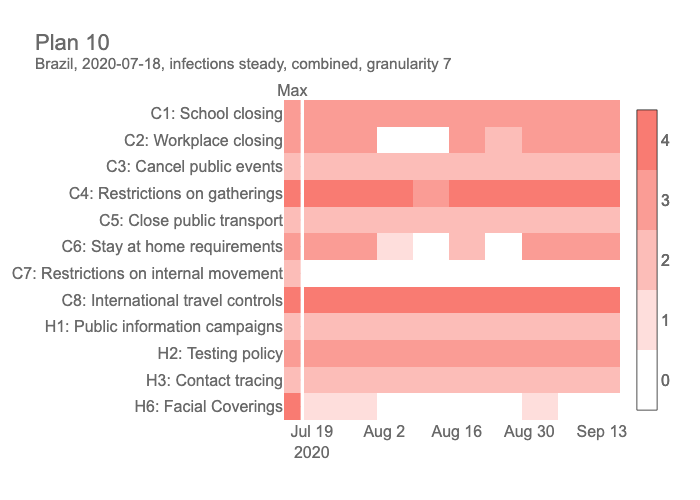 Plan 10
Brazil, 2020-07-18, infections steady, combined, granularity 7
Max
C1: School closing
C2: Workplace closing
C3: Cancel public events
C4: Restrictions on gatherings
C5: Close public transport
C6: Stay at home requirements
C7: Restrictions on internal movement
C8: International travel controls
H1: Public information campaigns
H2: Testing policy
H3: Contact tracing
H6: Facial Coverings
Jul 19 Aug 2 Aug 16 Aug 30 Sep 13
2020
4
3
2
1
0